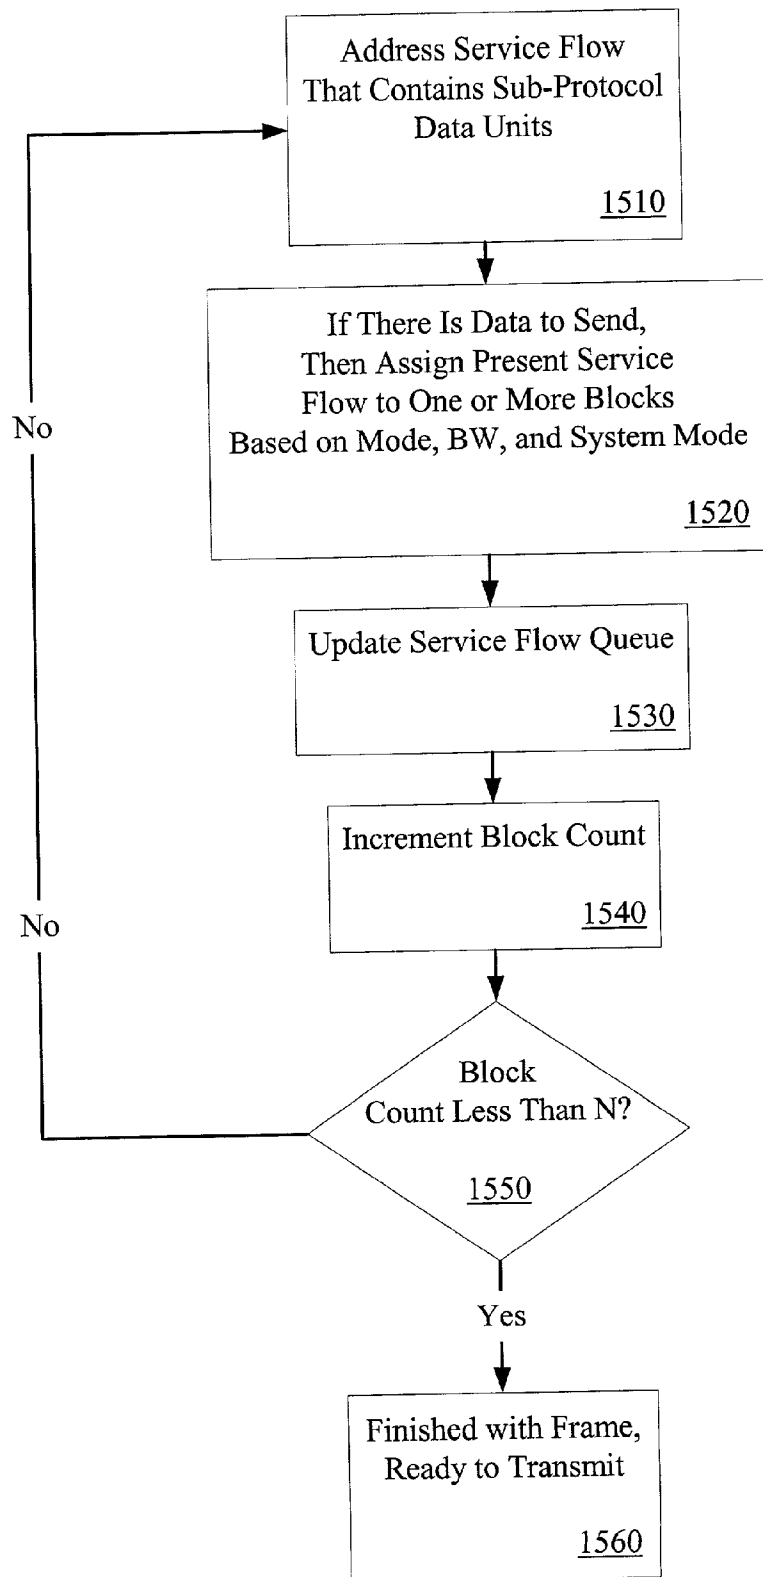 Address Service Flow
That Contains Sub-Protocol
Data Units
1510
If There Is Data to Send,
Then Assign Present Service
Flow to One or More Blocks
Based on Mode, BW, and System Mode
1520
No
Update Service Flow Queue
1530
Increment Block Count
1540
No
Block
Count Less Than N?
1550
Yes
Finished with Frame,
Ready to Transmit
1560